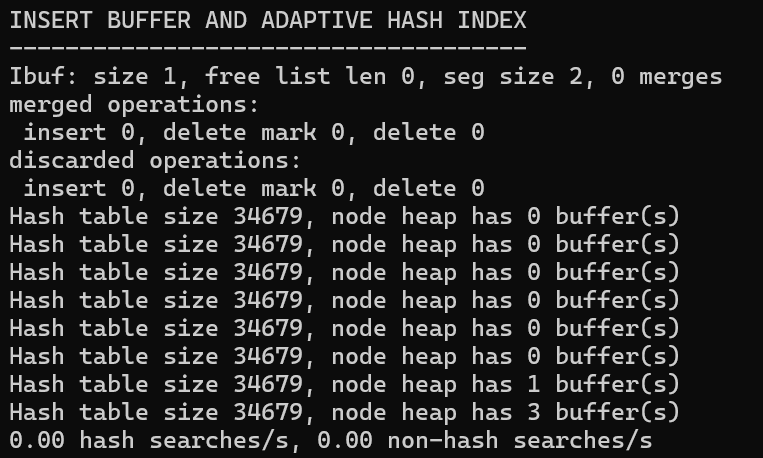 INSERT BUFFER AND ADAPTIVE HASH INDEX
-------------------------------------
Ibuf: size 1, free list len 0, seg size 2, 0 merges
merged operations:
 insert 0, delete mark 0, delete 0
discarded operations:
 insert 0, delete mark 0, delete 0
Hash table size 34679, node heap has 0 buffer(s)
Hash table size 34679, node heap has 0 buffer(s)
Hash table size 34679, node heap has 0 buffer(s)
Hash table size 34679, node heap has 0 buffer(s)
Hash table size 34679, node heap has 0 buffer(s)
Hash table size 34679, node heap has 0 buffer(s)
Hash table size 34679, node heap has 1 buffer(s)
Hash table size 34679, node heap has 3 buffer(s)
0.00 hash searches/s, 0.00 non-hash searches/s